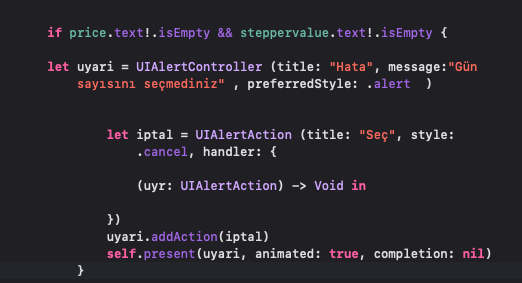 if price.text!.isEmpty && steppervalue.text!.isEmpty {
let uyari = UIAlertController (title: "Hata", message:"Gün
sayısını seçmediniz" , preferredStyle: .alert  )
let iptal = UIAlertAction (title: "Seç", style:
.cancel, handler: {
(uyr: UIAlertAction) -> Void in
})
uyari.addAction(iptal)
self.present(uyari, animated: true, completion: nil)
}